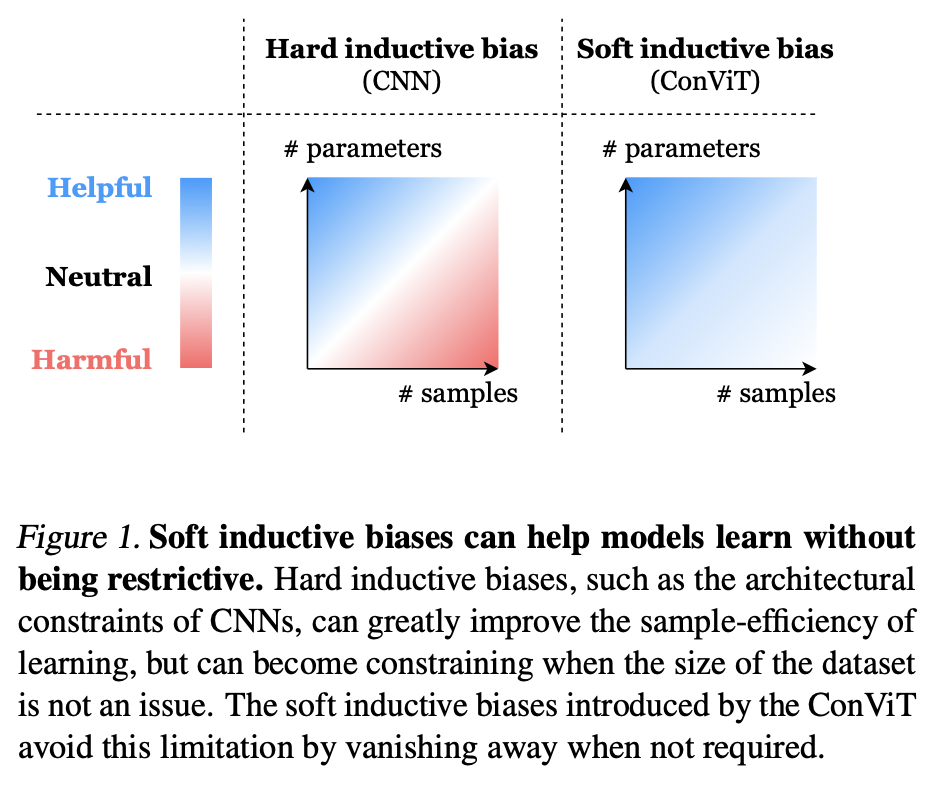 Hard inductive bias
(CNN)
Soft inductive bias
(ConViT)
# parameters
# parameters
Helpful
Neutral
Harmful
# samples
# samples
Figure 1. Soft inductive biases can help models learn without
being restrictive. Hard inductive biases, such as the architectural
constraints of CNNs, can greatly improve the sample-efficiency of
learning, but can become constraining when the size of the dataset
is not an issue. The soft inductive biases introduced by the ConViT
avoid this limitation by vanishing away when not required.